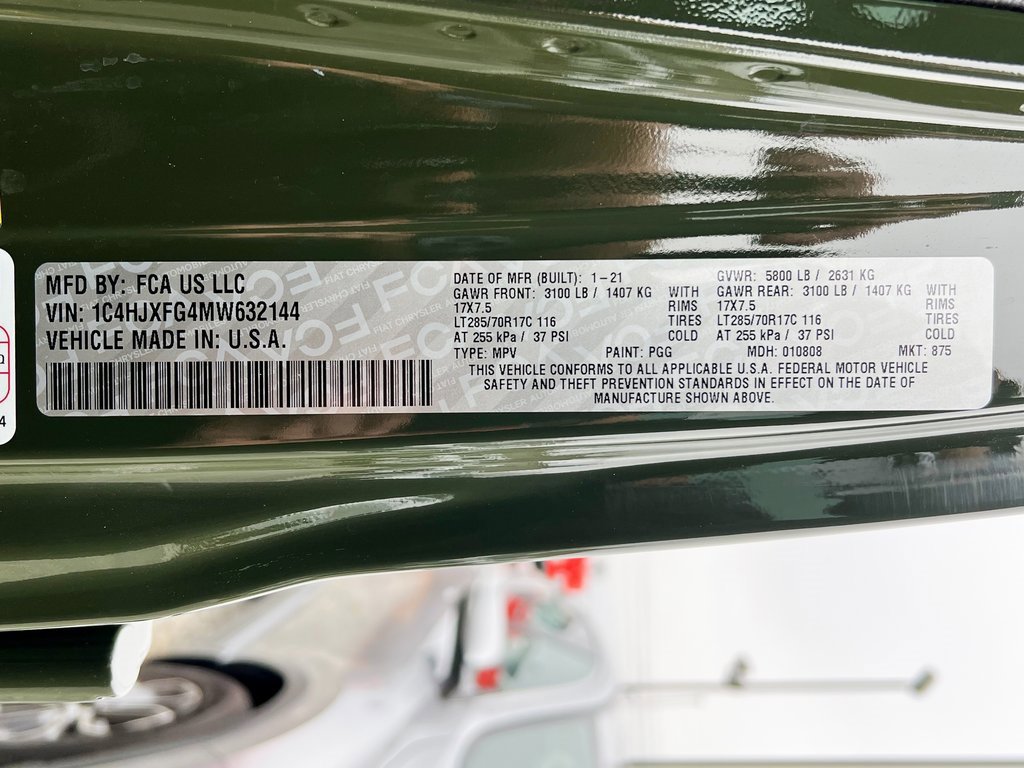 MFD BY: FCA US LLC
VIN: 1C4HJXFG4MW632144
VEHICLE MADE IN: U.S.A.
DATE OF MFR (BUILT): 1-21
GAWR FRONT: 3100 LB / 1407 KG WITH
17X7.5 RIMS
LT285/70R17C 116 TIRES
AT 255 kPa / 37 PSI COLD
GVWR: 5800 LB / 2631 KG
GAWR REAR: 3100 LB / 1407 KG WITH
17X7.5 RIMS
LT285/70R17C 116 TIRES
AT 255 kPa / 37 PSI COLD
TYPE: MPV PAINT: PGG MDH: 010808 MKT: 875
THIS VEHICLE CONFORMS TO ALL APPLICABLE U.S.A. FEDERAL MOTOR VEHICLE
SAFETY AND THEFT PREVENTION STANDARDS IN EFFECT ON THE DATE OF
MANUFACTURE SHOWN ABOVE.
4